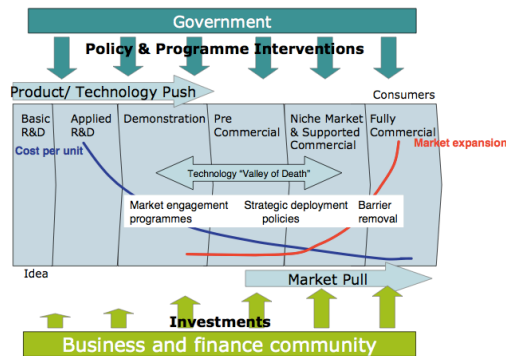 Government
Policy & Programme Interventions
Product/ Technology Push
Consumers
Basic R&D
Applied R&D
Demonstration
Pre Commercial
Niche Market & Supported Commercial
Fully Commercial
Cost per unit
Market expansion
Technology "Valley of Death"
Market engagement programmes
Strategic deployment policies
Barrier removal
Idea
Market Pull
Investments
Business and finance community